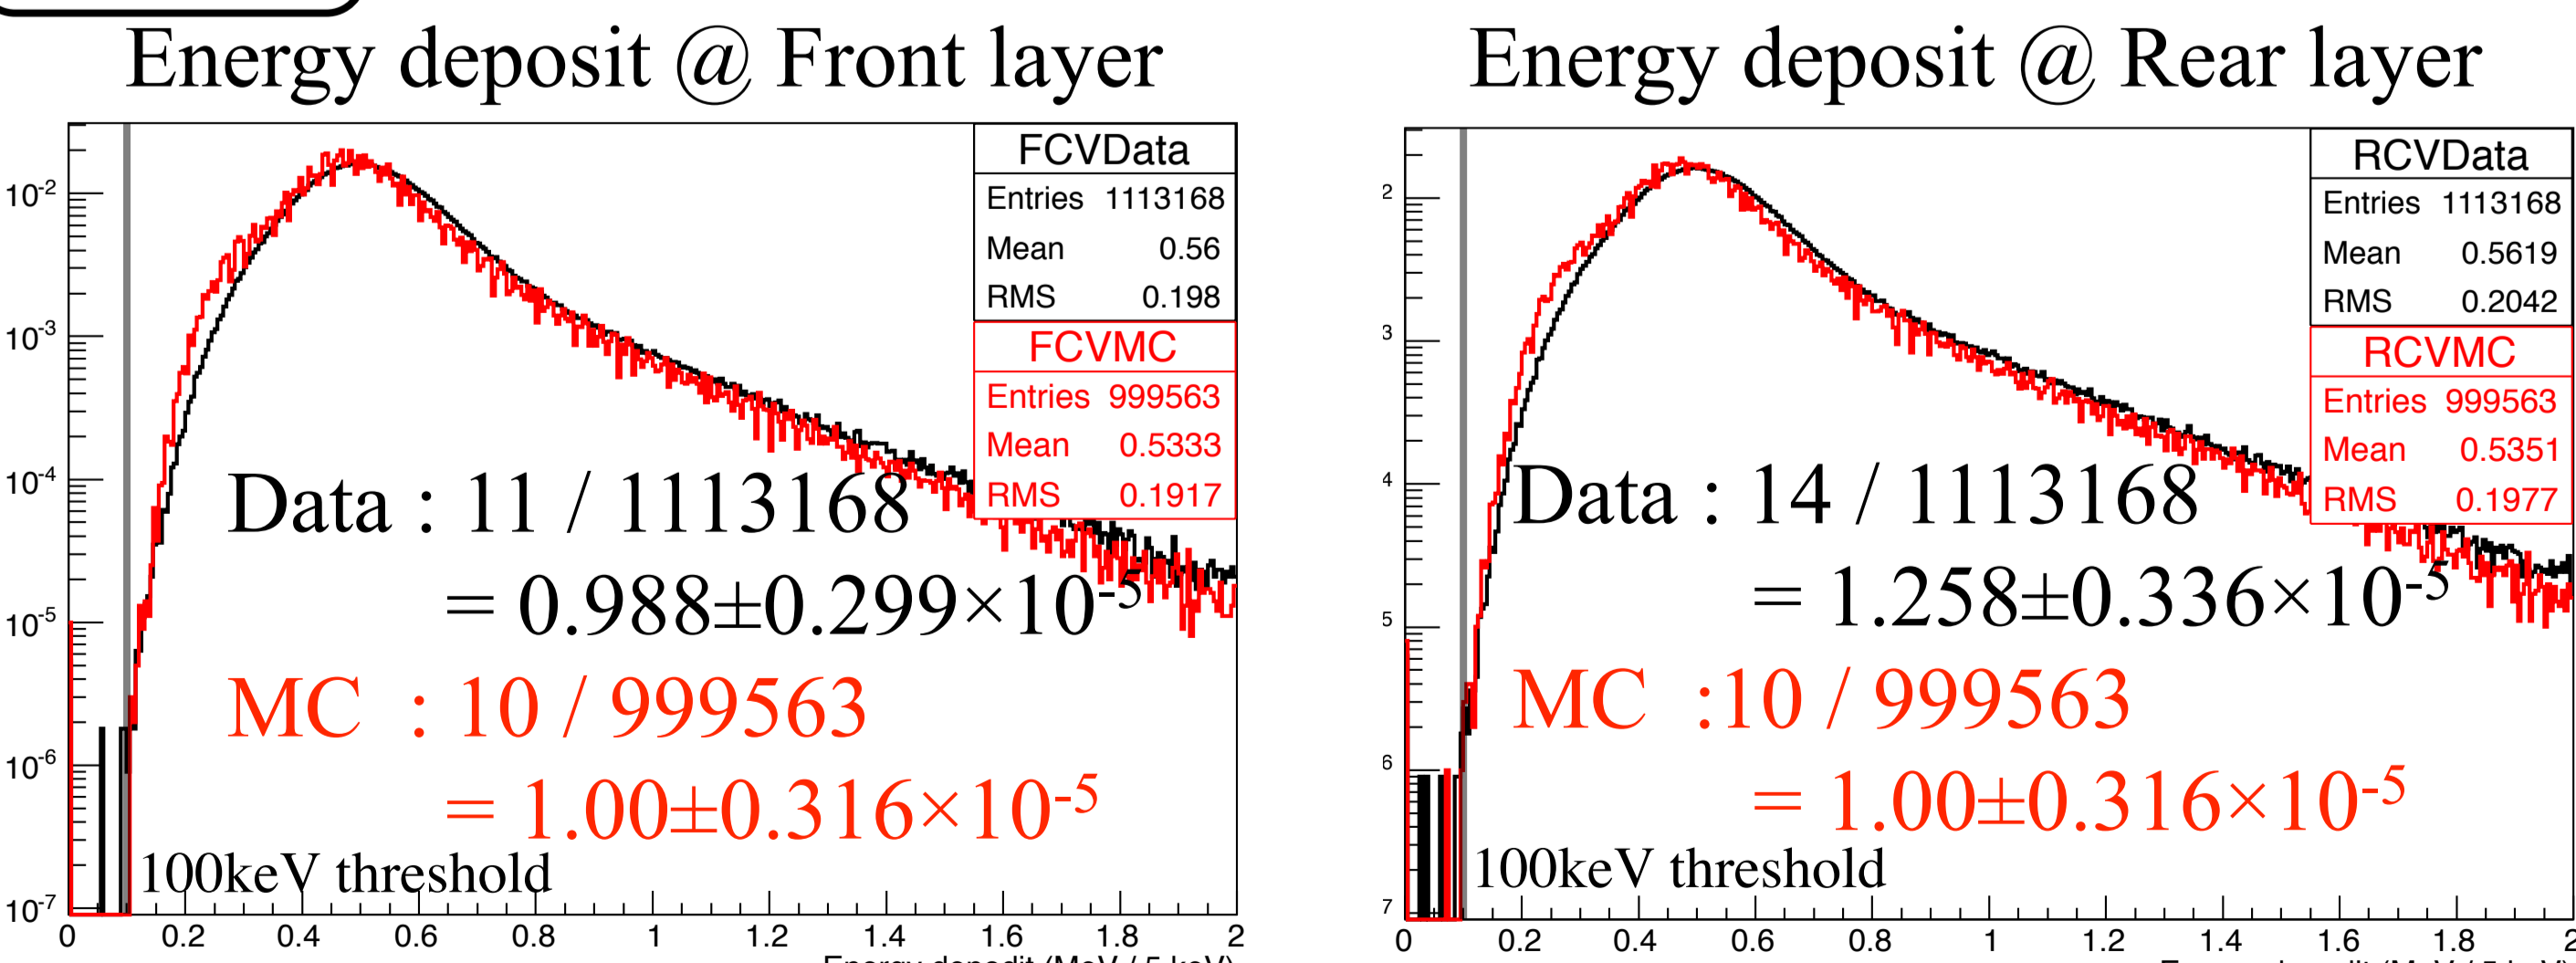 Energy deposit @ Front layer
10-2
10-3
10-4
10-5
10-6
10-7
FCVData
Entries 1113168
Mean 0.56
RMS 0.198
FCVMC
Entries 999563
Mean 0.5333
RMS 0.1917
Data : 11 / 1113168
= 0.988±0.299×10-5
MC : 10 / 999563
= 1.00±0.316×10-5
100keV threshold
0 0.2 0.4 0.6 0.8 1 1.2 1.4 1.6 1.8 2
Energy depedit (MeV / 5 keV)
Energy deposit @ Rear layer
2
3
4
5
6
7
RCVData
Entries 1113168
Mean 0.5619
RMS 0.2042
RCVMC
Entries 999563
Mean 0.5351
RMS 0.1977
Data : 14 / 1113168
= 1.258±0.336×10-5
MC :10 / 999563
= 1.00±0.316×10-5
100keV threshold
0 0.2 0.4 0.6 0.8 1 1.2 1.4 1.6 1.8 2